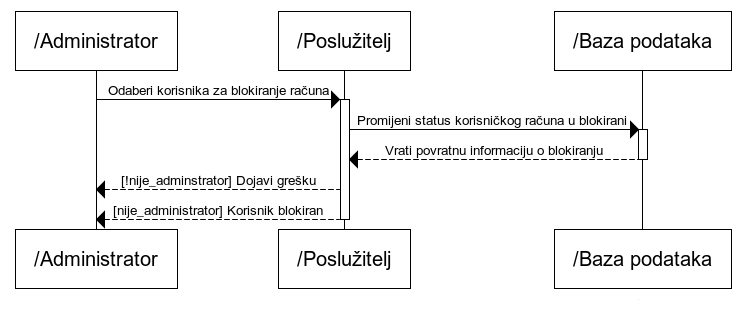 /Administrator
/Poslužitelj
/Baza podataka
Odaberi korisnika za blokiranje računa
Promijeni status korisničkog računa u blokirani
Vrati povratnu informaciju o blokiranju
[!nije_adminstrator] Dojavi grešku
[nije_administrator] Korisnik blokiran
/Administrator
/Poslužitelj
/Baza podataka